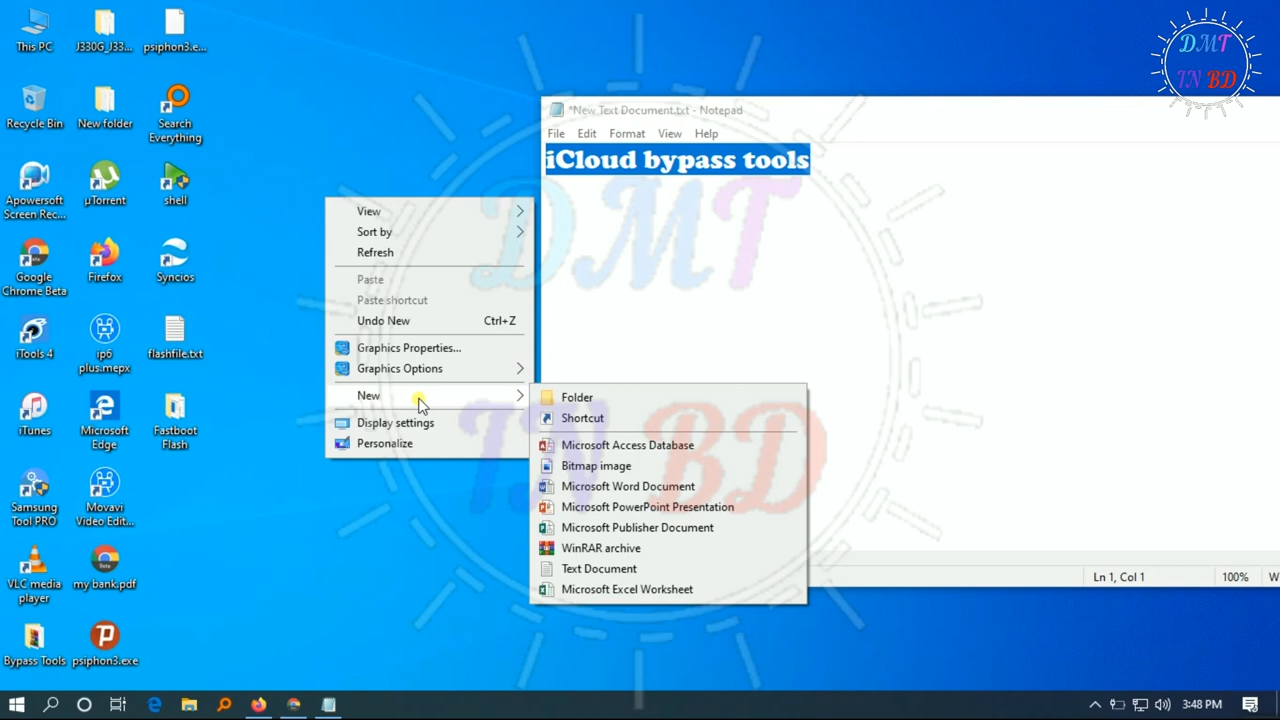 This PC
J330G_J33...
psiphon3.e...
Recycle Bin
New folder
Search
Everything
Apowersoft
Screen Rec...
µTorrent
shell
Google
Chrome Beta
Firefox
Syncios
iTools 4
ip6
plus.mepx
flashfile.txt
iTunes
Microsoft
Edge
Fastboot
Flash
Samsung
Tool PRO
Movavi
Video Edit...
VLC media
player
my bank.pdf
Bypass Tools
psiphon3.exe
*New Text Document.txt - Notepad
File Edit Format View Help
iCloud bypass tools
View
Sort by
Refresh
Paste
Paste shortcut
Undo New Ctrl+Z
Graphics Properties...
Graphics Options
New
Display settings
Personalize
Folder
Shortcut
Microsoft Access Database
Bitmap image
Microsoft Word Document
Microsoft PowerPoint Presentation
Microsoft Publisher Document
WinRAR archive
Text Document
Microsoft Excel Worksheet
Ln 1, Col 1 100%
3:48 PM
DMT
IN BD
DMT
IN BD